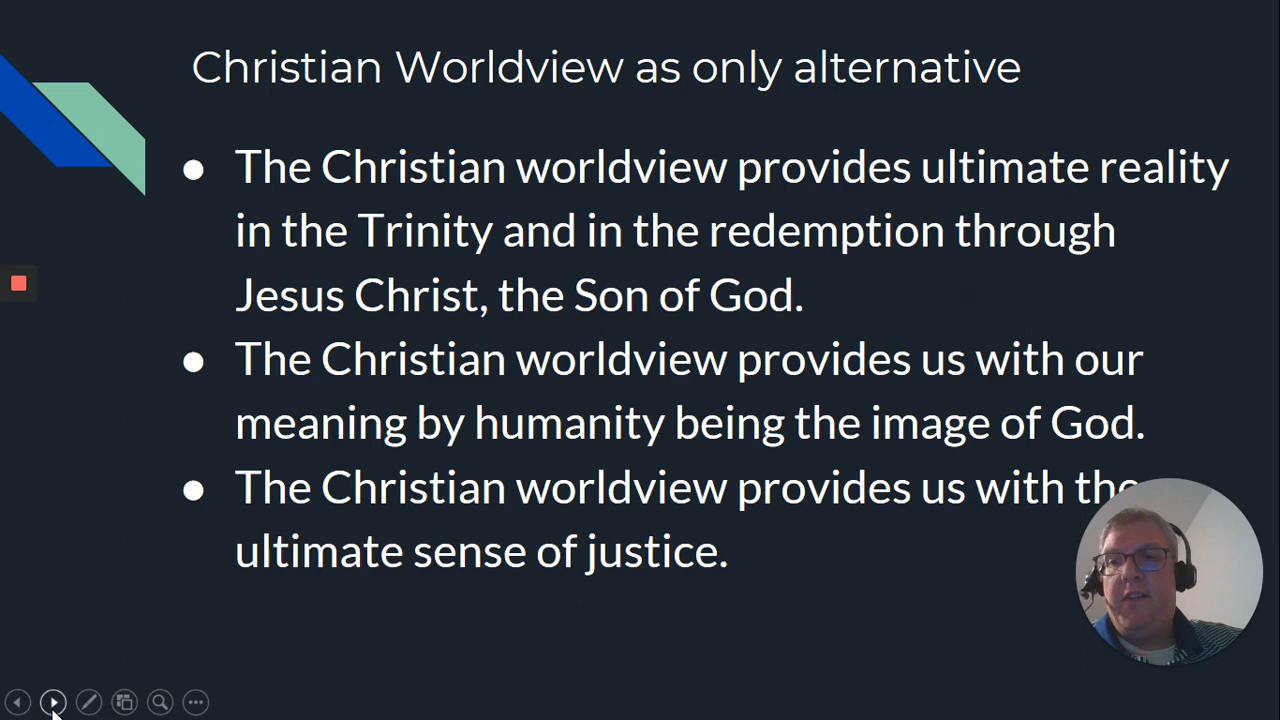 Christian Worldview as only alternative
● The Christian worldview provides ultimate reality
in the Trinity and in the redemption through
Jesus Christ, the Son of God.
● The Christian worldview provides us with our
meaning by humanity being the image of God.
● The Christian worldview provides us with the
ultimate sense of justice.